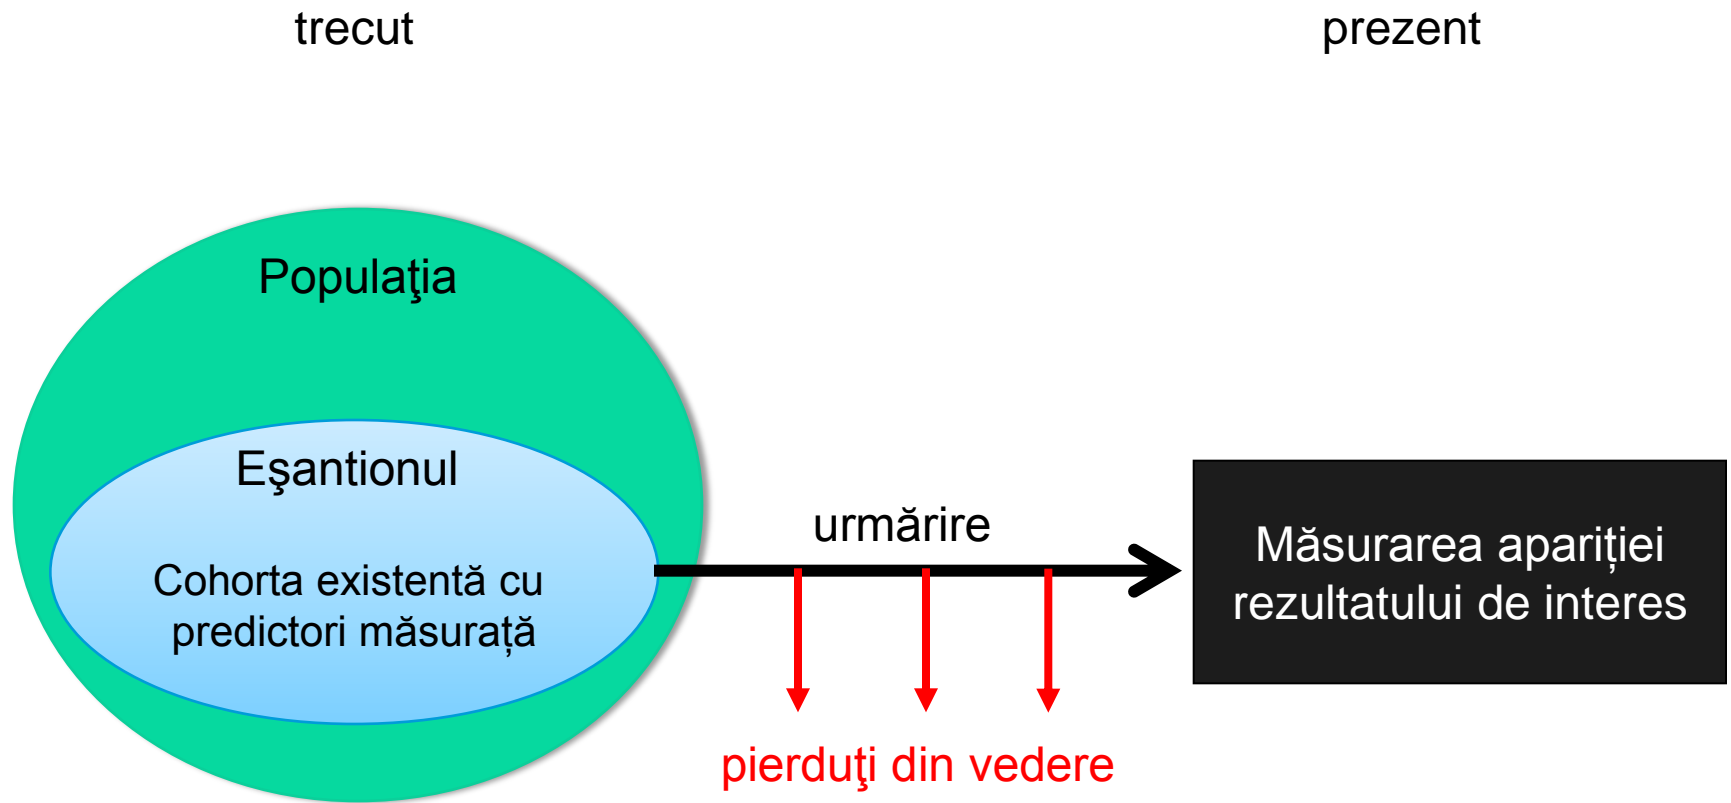 trecut
prezent
Populaţia
Eşantionul
Cohorta existentă cu
predictori măsurață
urmărire
pierduţi din vedere
Măsurarea apariției
rezultatului de interes